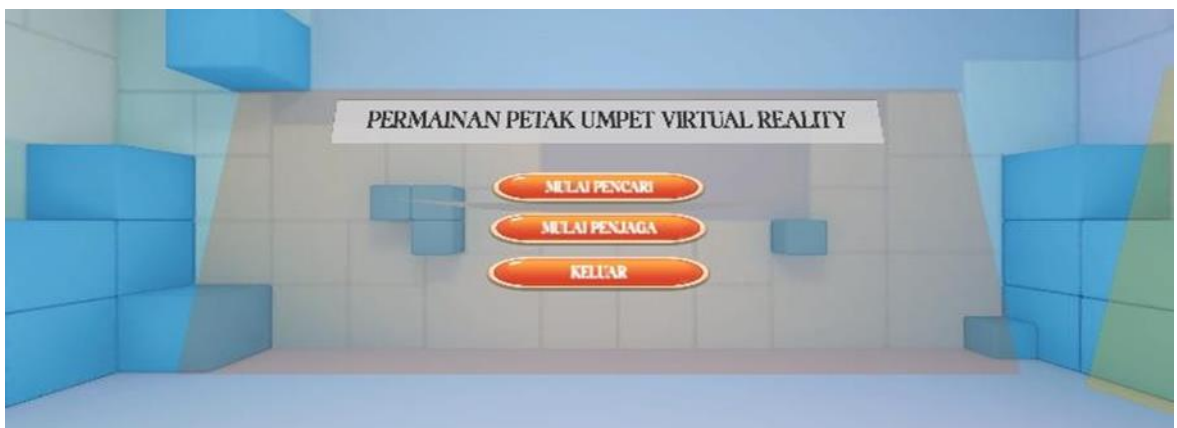 PERMAINAN PETAK UMPET VIRTUAL REALITY
MULAI PENCARI
MULAI PENJAGA
KELUAR